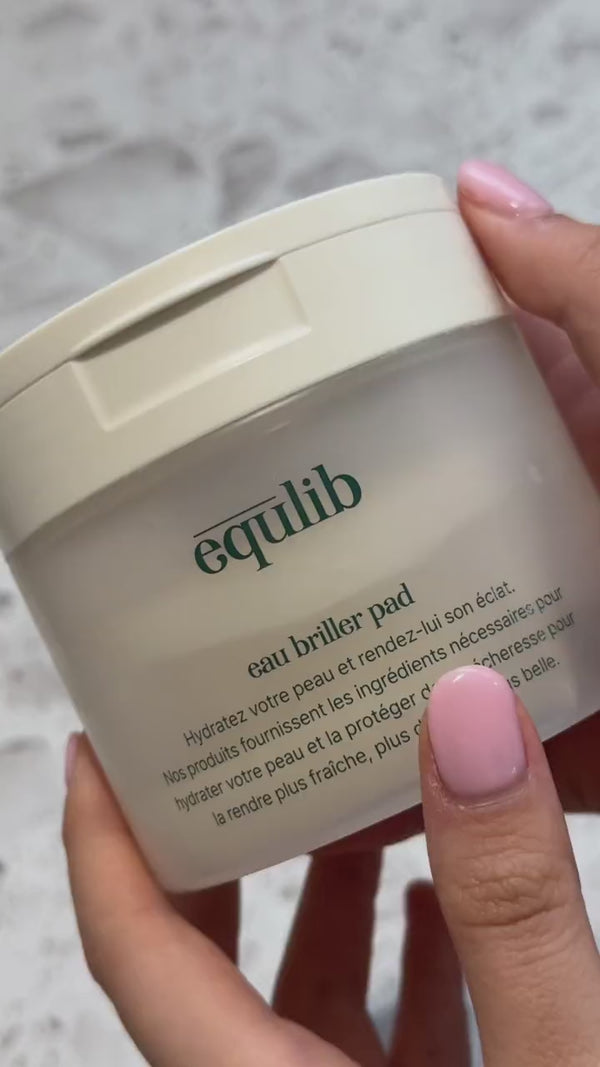 equlib
eau briller pad
Hydratez votre peau et rendez-lui son éclat.
Nos produits fournissent les ingrédients nécessaires pour
hydrater votre peau et la protéger pour
la rendre plus fraîche, plus belle.